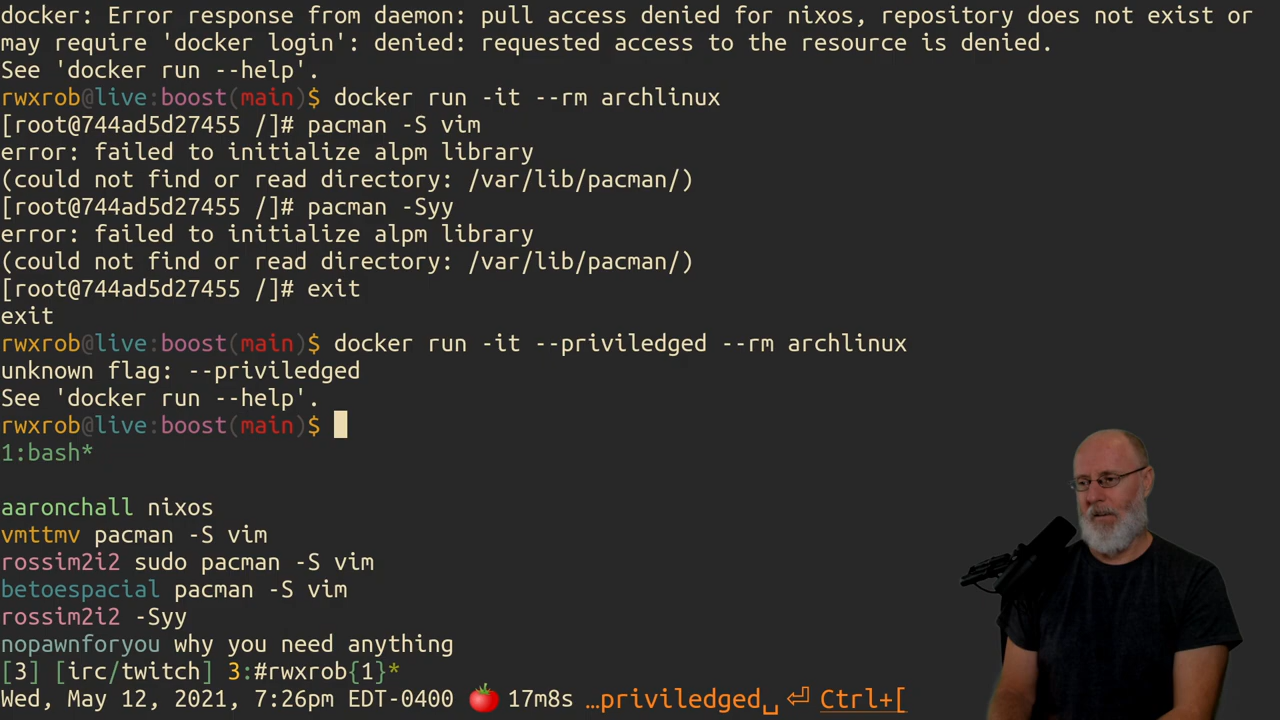 docker: Error response from daemon: pull access denied for nixos, repository does not exist or
may require 'docker login': denied: requested access to the resource is denied.
See 'docker run --help'.
rwxrob@live:boost(main)$ docker run -it --rm archlinux
[root@744ad5d27455 /]# pacman -S vim
error: failed to initialize alpm library
(could not find or read directory: /var/lib/pacman/)
[root@744ad5d27455 /]# pacman -Syy
error: failed to initialize alpm library
(could not find or read directory: /var/lib/pacman/)
[root@744ad5d27455 /]# exit
exit
rwxrob@live:boost(main)$ docker run -it --priviledged --rm archlinux
unknown flag: --priviledged
See 'docker run --help'.
rwxrob@live:boost(main)$
1:bash*
aaronchall nixos
vmttmv pacman -S vim
rossim2i2 sudo pacman -S vim
betoespacial pacman -S vim
rossim2i2 -Syy
nopawnforyou why you need anything
[3] [irc/twitch] 3:#rwxrob{1}*
Wed, May 12, 2021, 7:26pm EDT-0400 🍅 17m8s …priviledged␣ ⏎ Ctrl+[